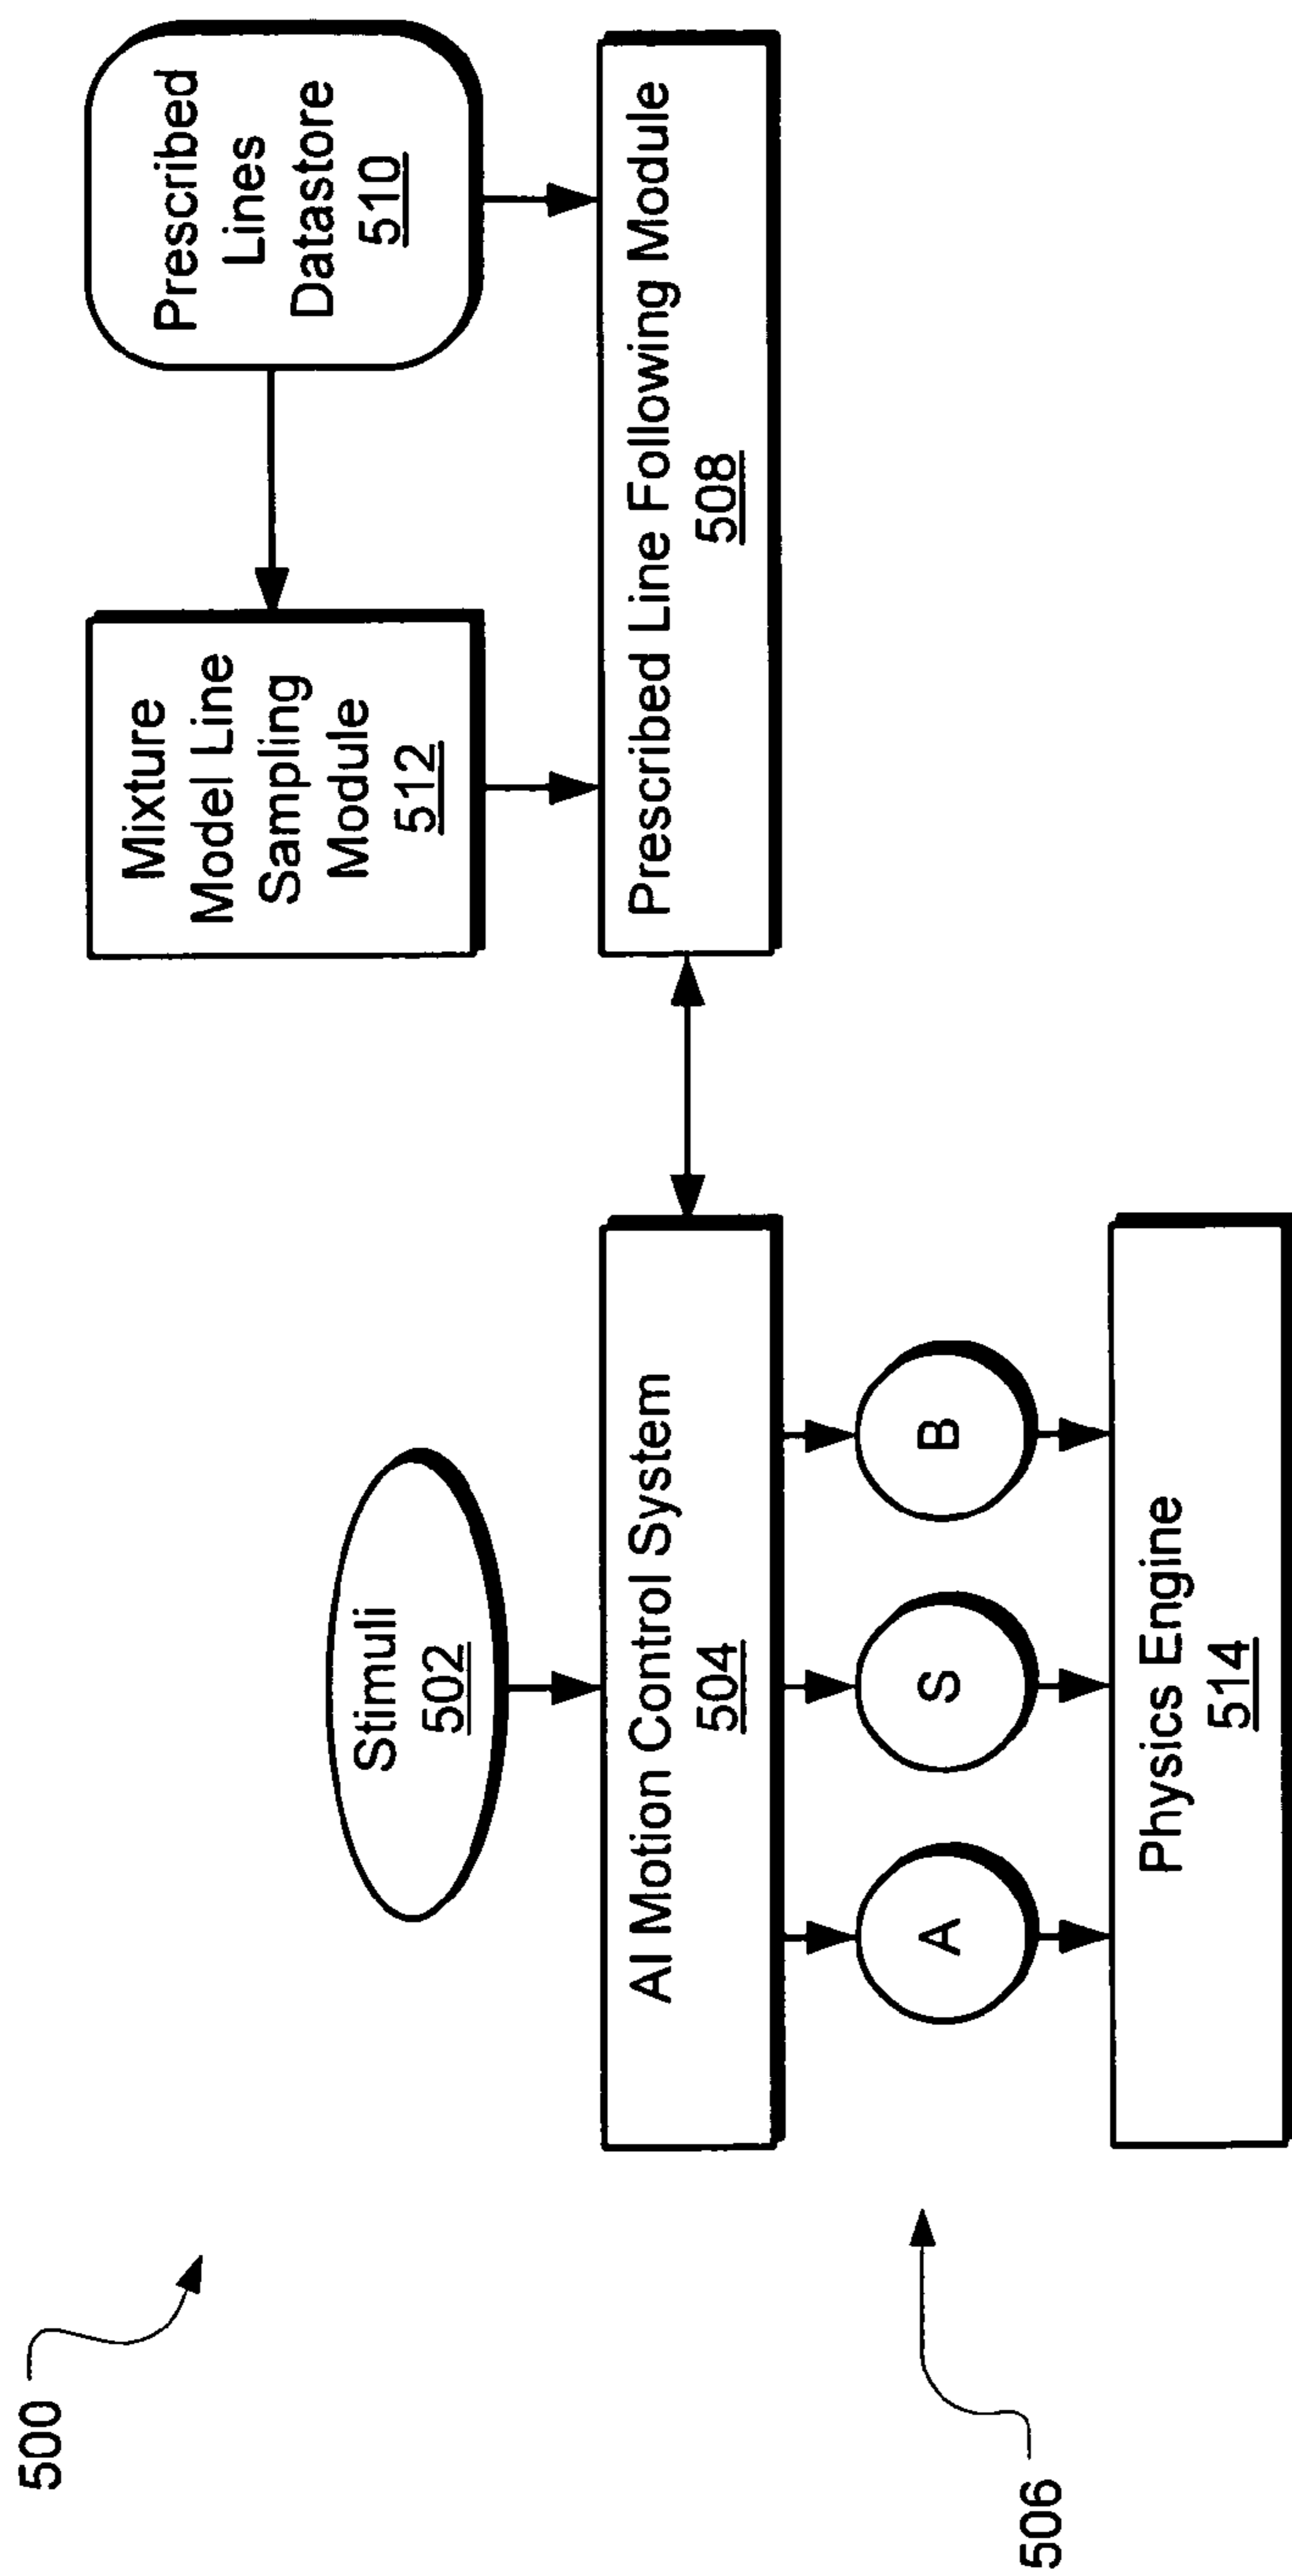 500
Stimuli
502
AI Motion Control System
504
A
S
B
506
Physics Engine
514
Mixture
Model Line
Sampling
Module
512
Prescribed
Lines
Datastore
510
Prescribed Line Following Module
508